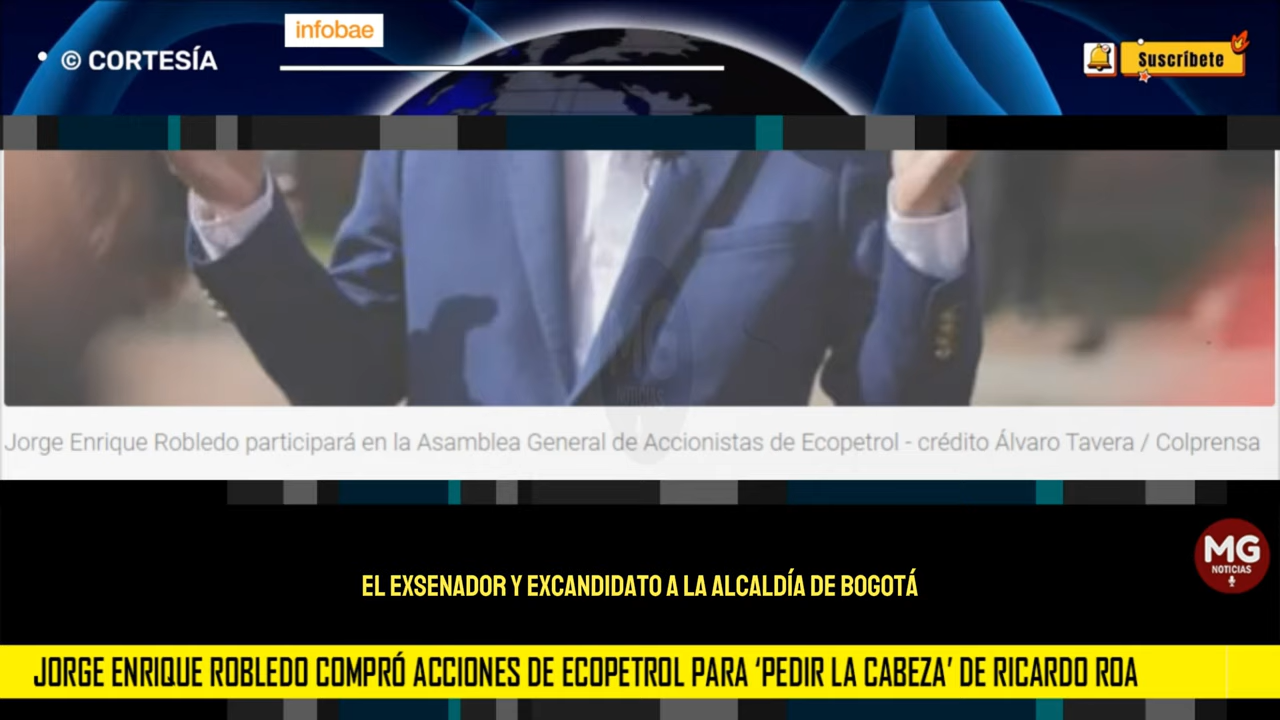 infobae
© CORTESÍA
Suscríbete
MG
NOTICIAS
Jorge Enrique Robledo participará en la Asamblea General de Accionistas de Ecopetrol - crédito Álvaro Tavera / Colprensa
MG
NOTICIAS
EL EXSENADOR Y EXCANDIDATO A LA ALCALDÍA DE BOGOTÁ
JORGE ENRIQUE ROBLEDO COMPRÓ ACCIONES DE ECOPETROL PARA ‘PEDIR LA CABEZA’ DE RICARDO ROA